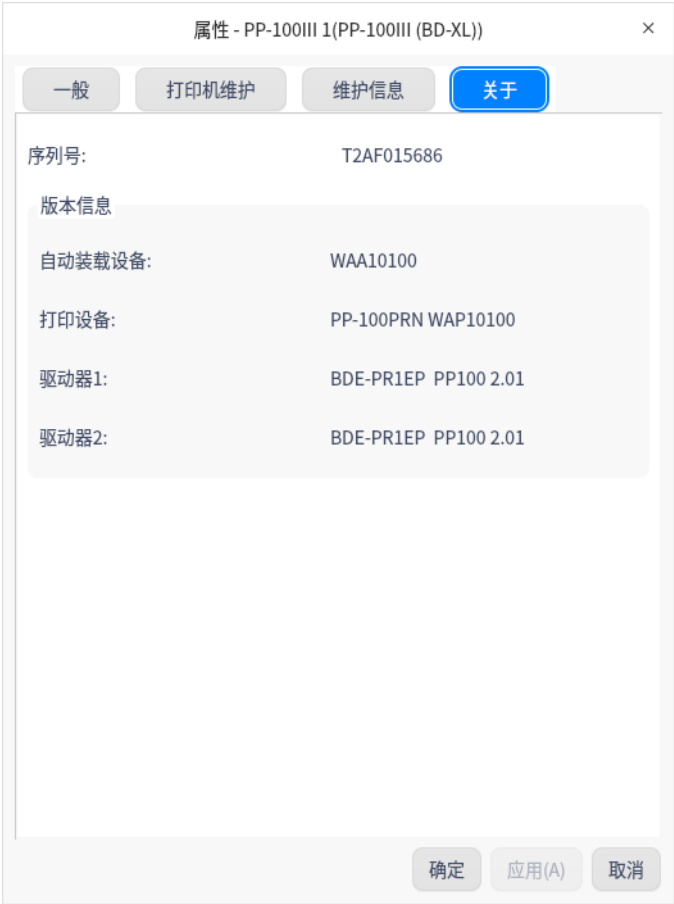 属性 - PP-100III 1(PP-100III (BD-XL)) ×
一般 打印机维护 维护信息 关于
序列号: T2AF015686
版本信息
自动装载设备: WAA10100
打印设备: PP-100PRN WAP10100
驱动器1: BDE-PR1EP  PP100 2.01
驱动器2: BDE-PR1EP  PP100 2.01
确定 应用(A) 取消